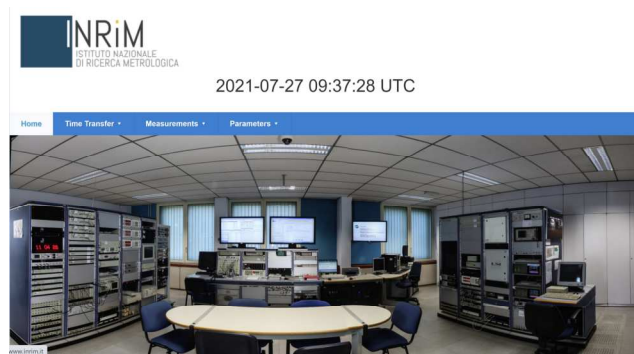 INRiM
ISTITUTO NAZIONALE
DI RICERCA METROLOGICA
2021-07-27 09:37:28 UTC
Home Time Transfer Measurements Parameters
www.inrim.it